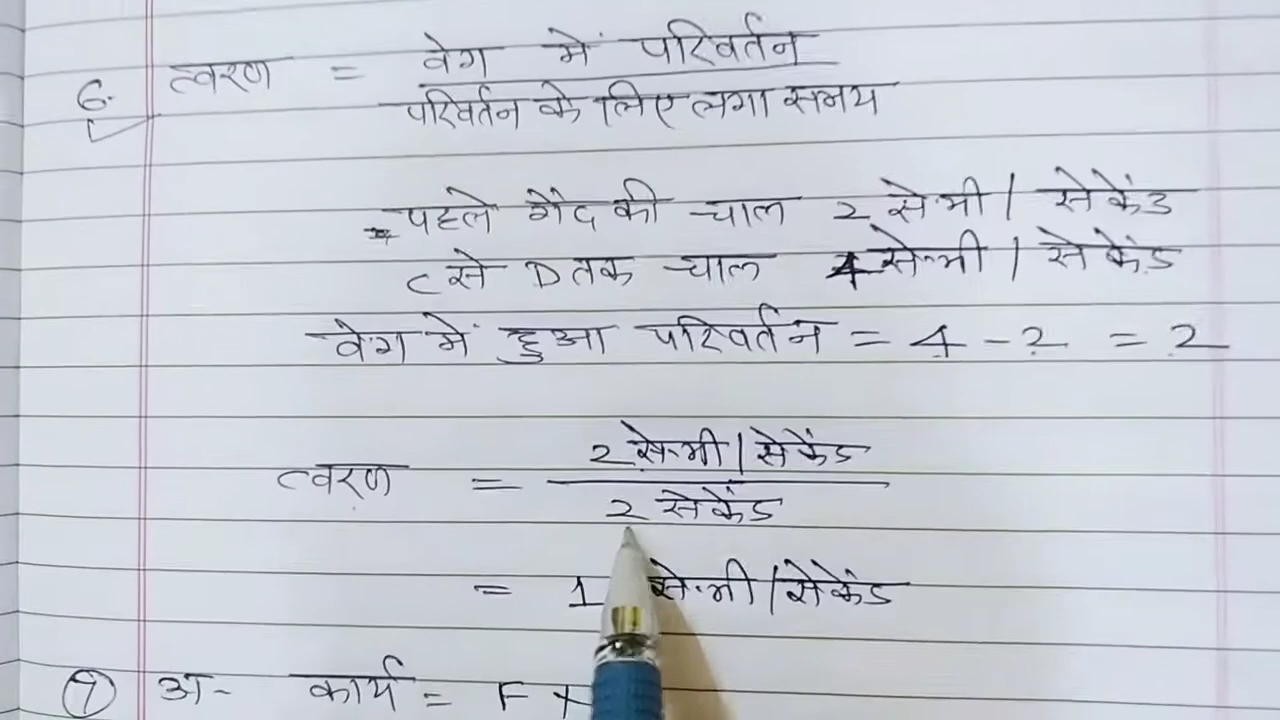 6. त्वरण = वेग में परिवर्तन
परिवर्तन के लिए लगा समय
= पहले गेंद की चाल 2 से.मी / सेकेंड
C से D तक चाल 4 से.मी / सेकेंड
वेग में हुआ परिवर्तन = 4 - 2 = 2
त्वरण = 2 से.मी / सेकेंड
2 सेकेंड
= 1 से.मी / सेकेंड
7 अ- कार्य = F ×